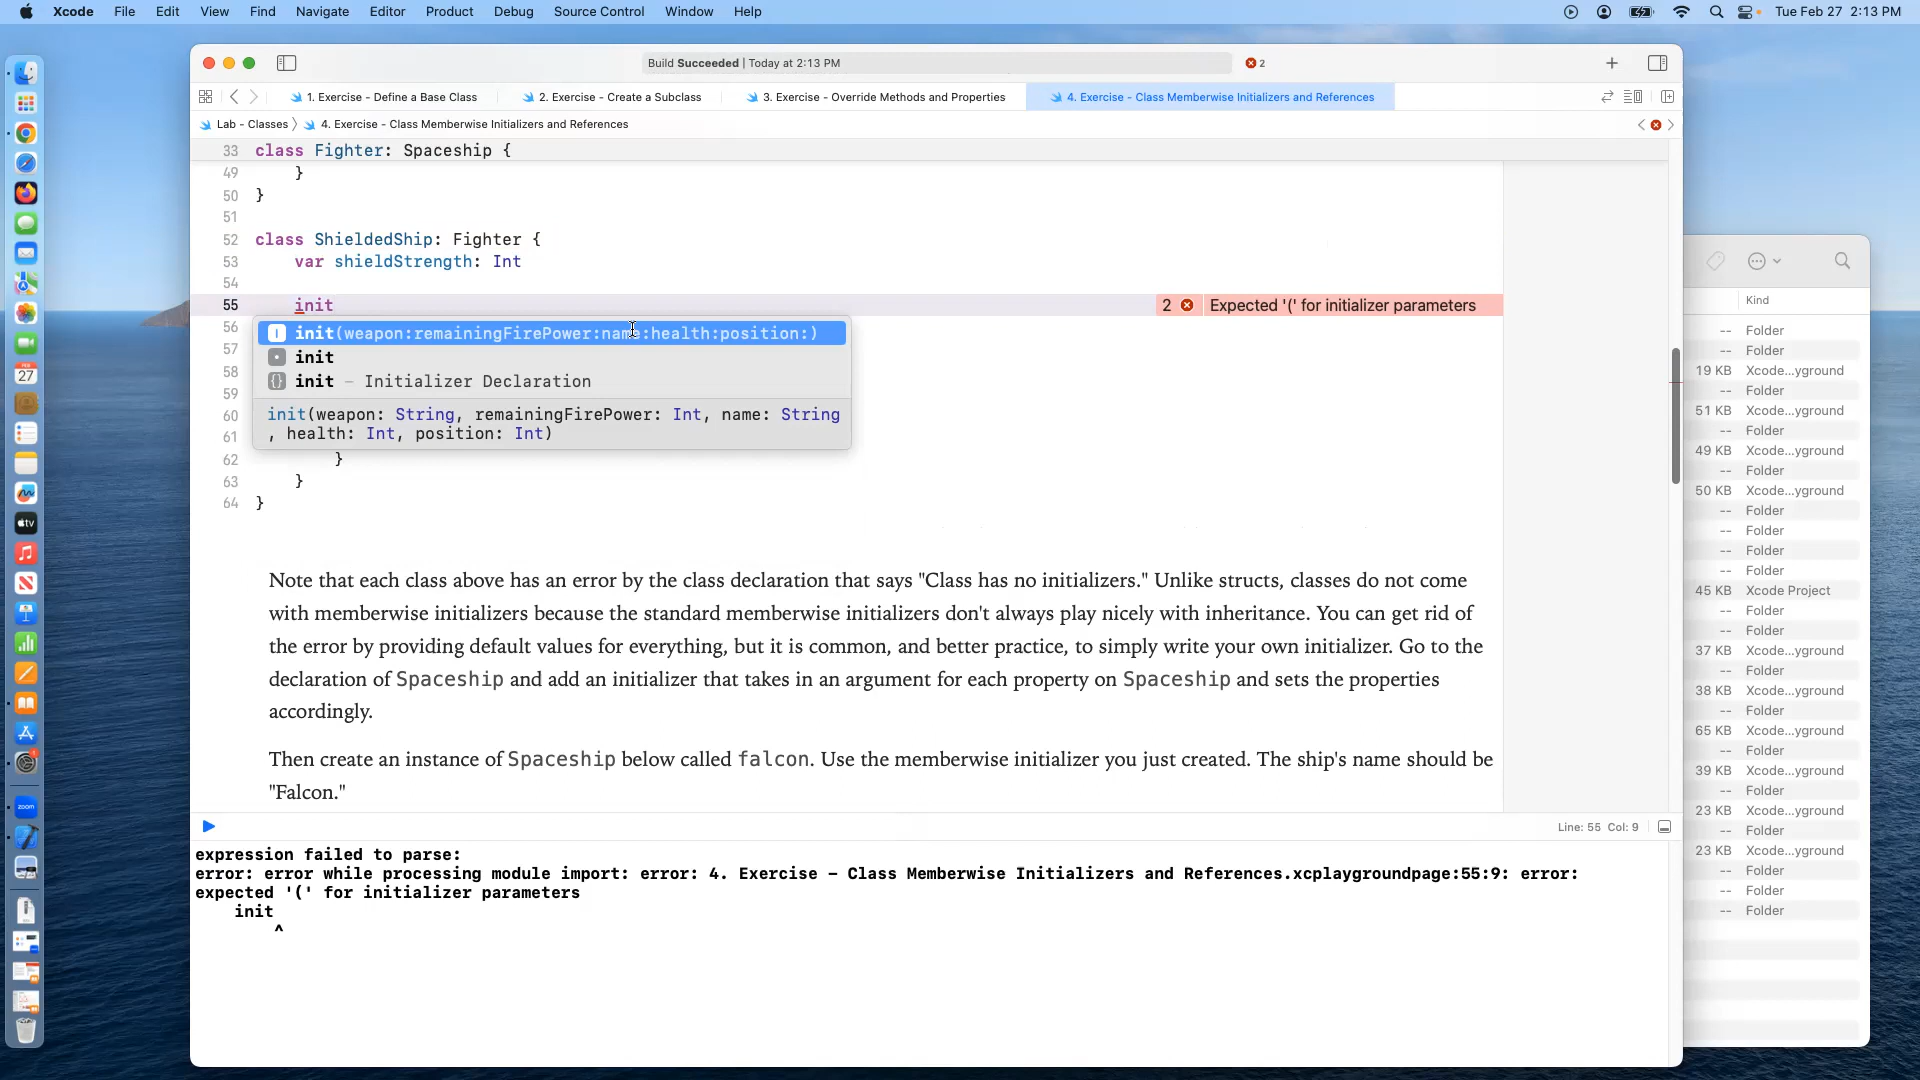 Xcode File Edit View Find Navigate Editor Product Debug Source Control Window Help
Tue Feb 27 2:13 PM
Build Succeeded | Today at 2:13 PM
2
1. Exercise - Define a Base Class
2. Exercise - Create a Subclass
3. Exercise - Override Methods and Properties
4. Exercise - Class Memberwise Initializers and References
Lab - Classes
4. Exercise - Class Memberwise Initializers and References
33 class Fighter: Spaceship {
49 }
50 }
51
52 class ShieldedShip: Fighter {
53 var shieldStrength: Int
54
55 init
2 Expected '(' for initializer parameters
56
init(weapon:remainingFirePower:name:health:position:)
57
58
init
59
init – Initializer Declaration
60
init(weapon: String, remainingFirePower: Int, name: String
61
, health: Int, position: Int)
62 }
63 }
64 }
Note that each class above has an error by the class declaration that says "Class has no initializers." Unlike structs, classes do not come
with memberwise initializers because the standard memberwise initializers don't always play nicely with inheritance. You can get rid of
the error by providing default values for everything, but it is common, and better practice, to simply write your own initializer. Go to the
declaration of Spaceship and add an initializer that takes in an argument for each property on Spaceship and sets the properties
accordingly.
Then create an instance of Spaceship below called falcon. Use the memberwise initializer you just created. The ship's name should be
"Falcon."
Line: 55 Col: 9
expression failed to parse:
error: error while processing module import: error: 4. Exercise – Class Memberwise Initializers and References.xcplaygroundpage:55:9: error:
expected '(' for initializer parameters
init
^
Kind
-- Folder
-- Folder
19 KB Xcode...yground
-- Folder
51 KB Xcode...yground
-- Folder
49 KB Xcode...yground
-- Folder
50 KB Xcode...yground
-- Folder
-- Folder
-- Folder
-- Folder
45 KB Xcode Project
-- Folder
-- Folder
37 KB Xcode...yground
-- Folder
38 KB Xcode...yground
-- Folder
65 KB Xcode...yground
-- Folder
39 KB Xcode...yground
-- Folder
23 KB Xcode...yground
-- Folder
23 KB Xcode...yground
-- Folder
-- Folder
-- Folder
FEB
27
tv
zoom